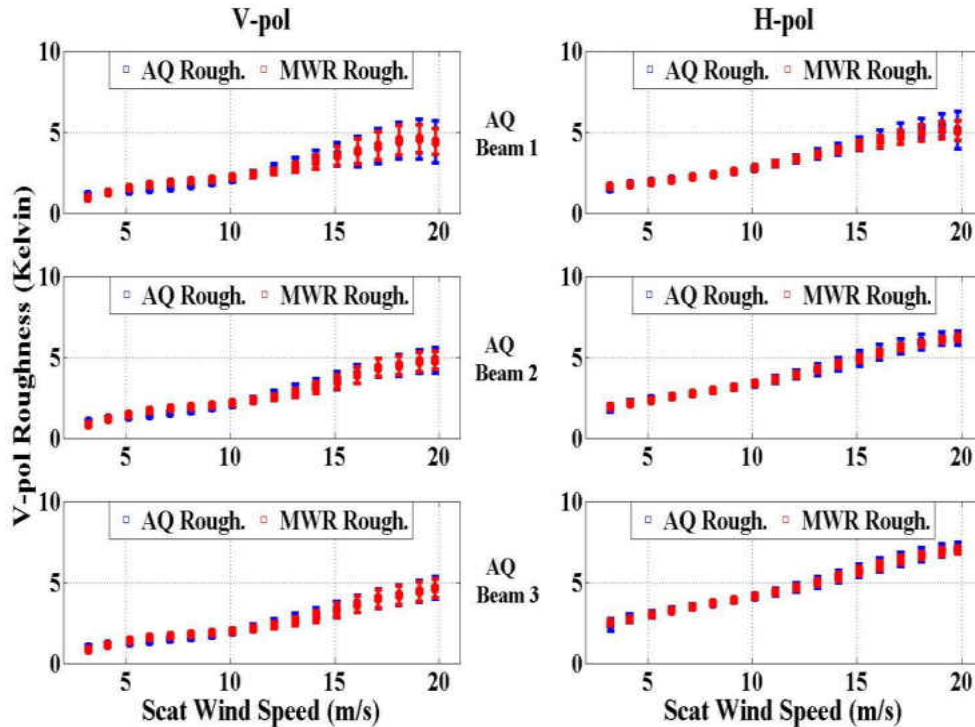 V-pol
H-pol
V-pol Roughness (Kelvin)
10
AQ Rough. MWR Rough.
5
0
5 10 15 20
AQ
Beam 1
10
AQ Rough. MWR Rough.
5
0
5 10 15 20
10
AQ Rough. MWR Rough.
5
0
5 10 15 20
AQ
Beam 2
10
AQ Rough. MWR Rough.
5
0
5 10 15 20
10
AQ Rough. MWR Rough.
5
0
5 10 15 20
Scat Wind Speed (m/s)
AQ
Beam 3
10
AQ Rough. MWR Rough.
5
0
5 10 15 20
Scat Wind Speed (m/s)